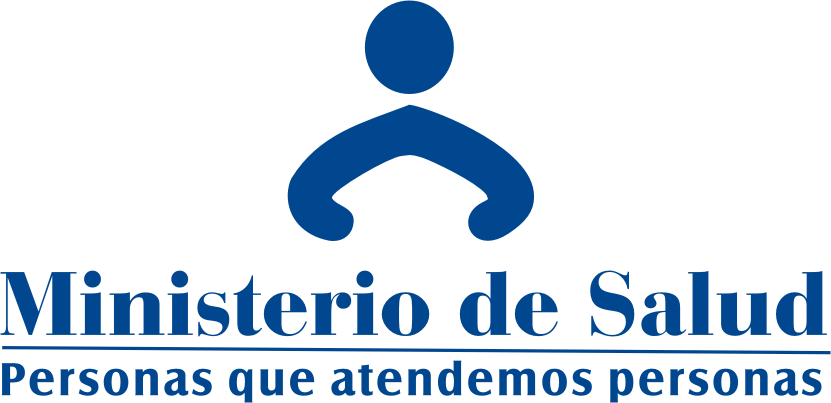 Ministerio de Salud
Personas que atendemos personas